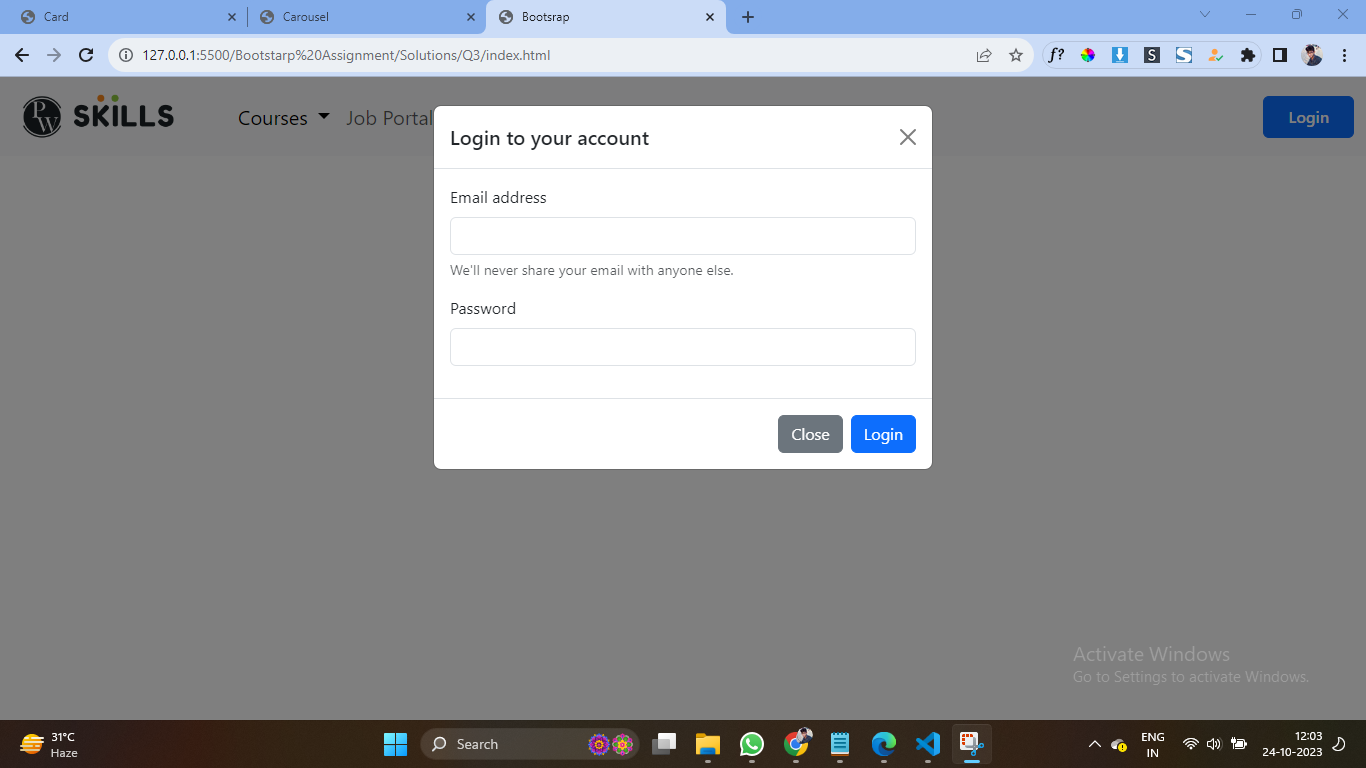 Card
Carousel
Bootsrap
127.0.0.1:5500/Bootstarp%20Assignment/Solutions/Q3/index.html
f?
S
S
PW SKILLS
Courses
Job Portal
Login
Login to your account
Email address
We'll never share your email with anyone else.
Password
Close
Login
Activate Windows
Go to Settings to activate Windows.
31°C
Haze
Search
ENG
IN
12:03
24-10-2023